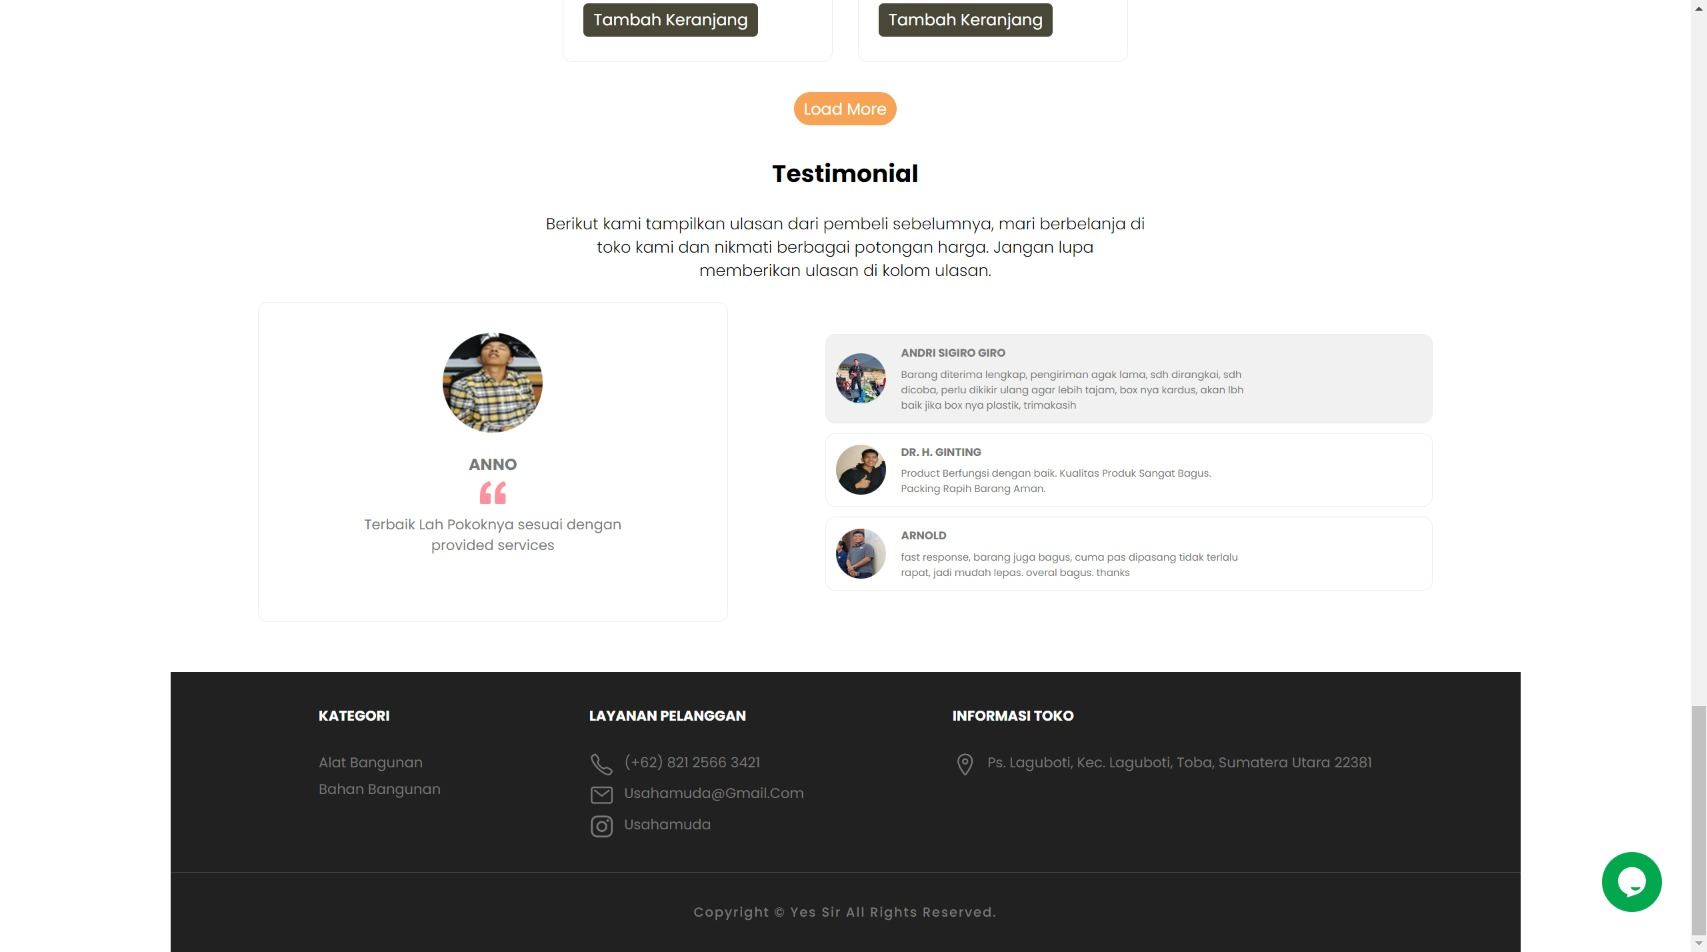 Tambah Keranjang
Tambah Keranjang
Load More
Testimonial
Berikut kami tampilkan ulasan dari pembeli sebelumnya, mari berbelanja di
toko kami dan nikmati berbagai potongan harga. Jangan lupa
memberikan ulasan di kolom ulasan.
ANNO
Terbaik Lah Pokoknya sesuai dengan
provided services
ANDRI SIGIRO GIRO
Barang diterima lengkap, pengiriman agak lama, sdh dirangkai, sdh
dicoba, perlu dikikir ulang agar lebih tajam, box nya kardus, akan lbh
baik jika box nya plastik, trimakasih
DR. H. GINTING
Product Berfungsi dengan baik. Kualitas Produk Sangat Bagus.
Packing Rapih Barang Aman.
ARNOLD
fast response, barang juga bagus, cuma pas dipasang tidak terlalu
rapat, jadi mudah lepas. overal bagus. thanks
KATEGORI
Alat Bangunan
Bahan Bangunan
LAYANAN PELANGGAN
(+62) 821 2566 3421
Usahamuda@Gmail.Com
Usahamuda
INFORMASI TOKO
Ps. Laguboti, Kec. Laguboti, Toba, Sumatera Utara 22381
Copyright © Yes Sir All Rights Reserved.